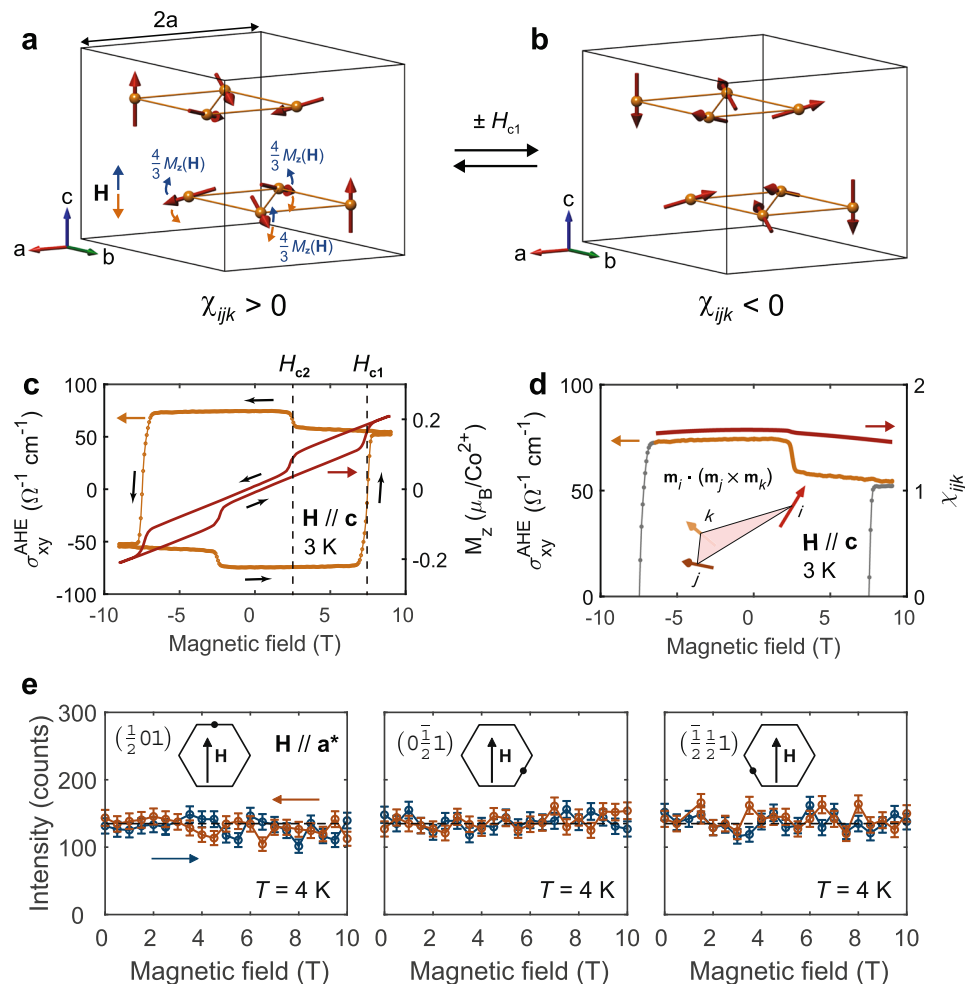 a
2a
b
± H_c1
4/3 M_z(H)
4/3 M_z(H)
4/3 M_z(H)
H
c
a
b
c
a
b
χ_ijk > 0
χ_ijk < 0
c
H_c2
H_c1
100
50
0
-50
-100
σ_xy^AHE (Ω⁻¹ cm⁻¹)
0.2
0
-0.2
M_z (μ_B/Co²⁺)
H // c
3 K
-10
-5
0
5
10
Magnetic field (T)
d
100
50
0
σ_xy^AHE (Ω⁻¹ cm⁻¹)
2
1
0
χ_ijk
m_i · (m_j × m_k)
i
k
j
H // c
3 K
-10
-5
0
5
10
Magnetic field (T)
e
300
200
100
0
Intensity (counts)
(1/2 0 1)
H
H // a*
T = 4 K
0 2 4 6 8 10
Magnetic field (T)
(0 1̅/2 1)
H
T = 4 K
0 2 4 6 8 10
Magnetic field (T)
(1̅/2 1/2 1)
H
T = 4 K
0 2 4 6 8 10
Magnetic field (T)